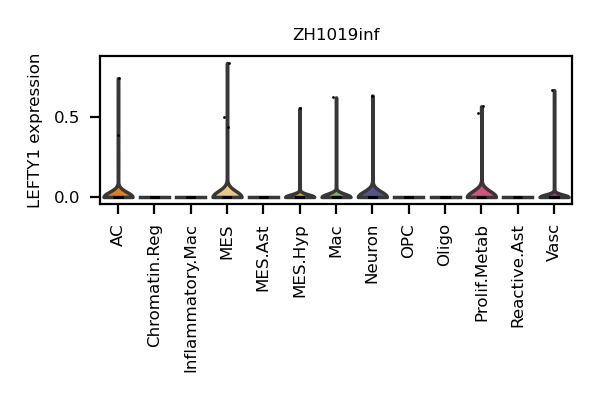 ZH1019inf
LEFTY1 expression
0.5
0.0
AC
Chromatin.Reg
Inflammatory.Mac
MES
MES.Ast
MES.Hyp
Mac
Neuron
OPC
Oligo
Prolif.Metab
Reactive.Ast
Vasc